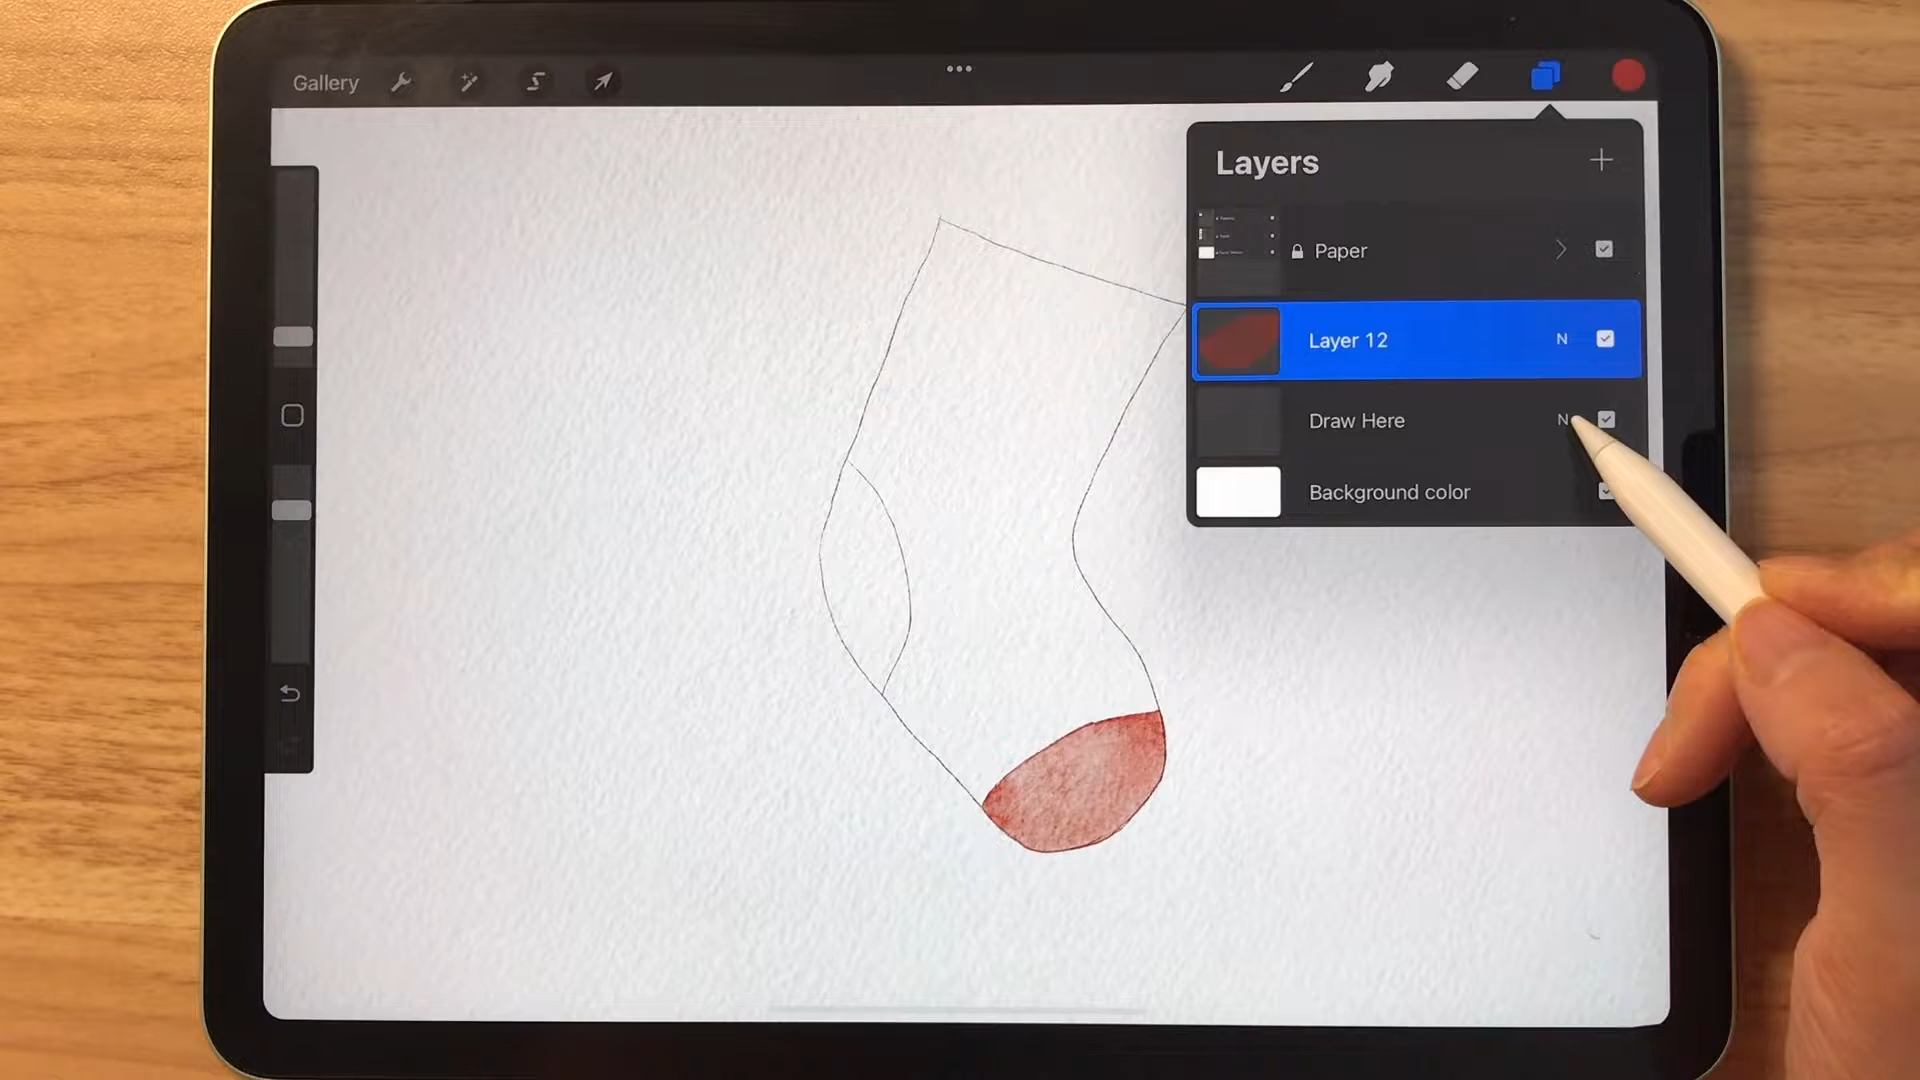 Gallery
Layers
Paper
Layer 12 N
Draw Here N
Background color